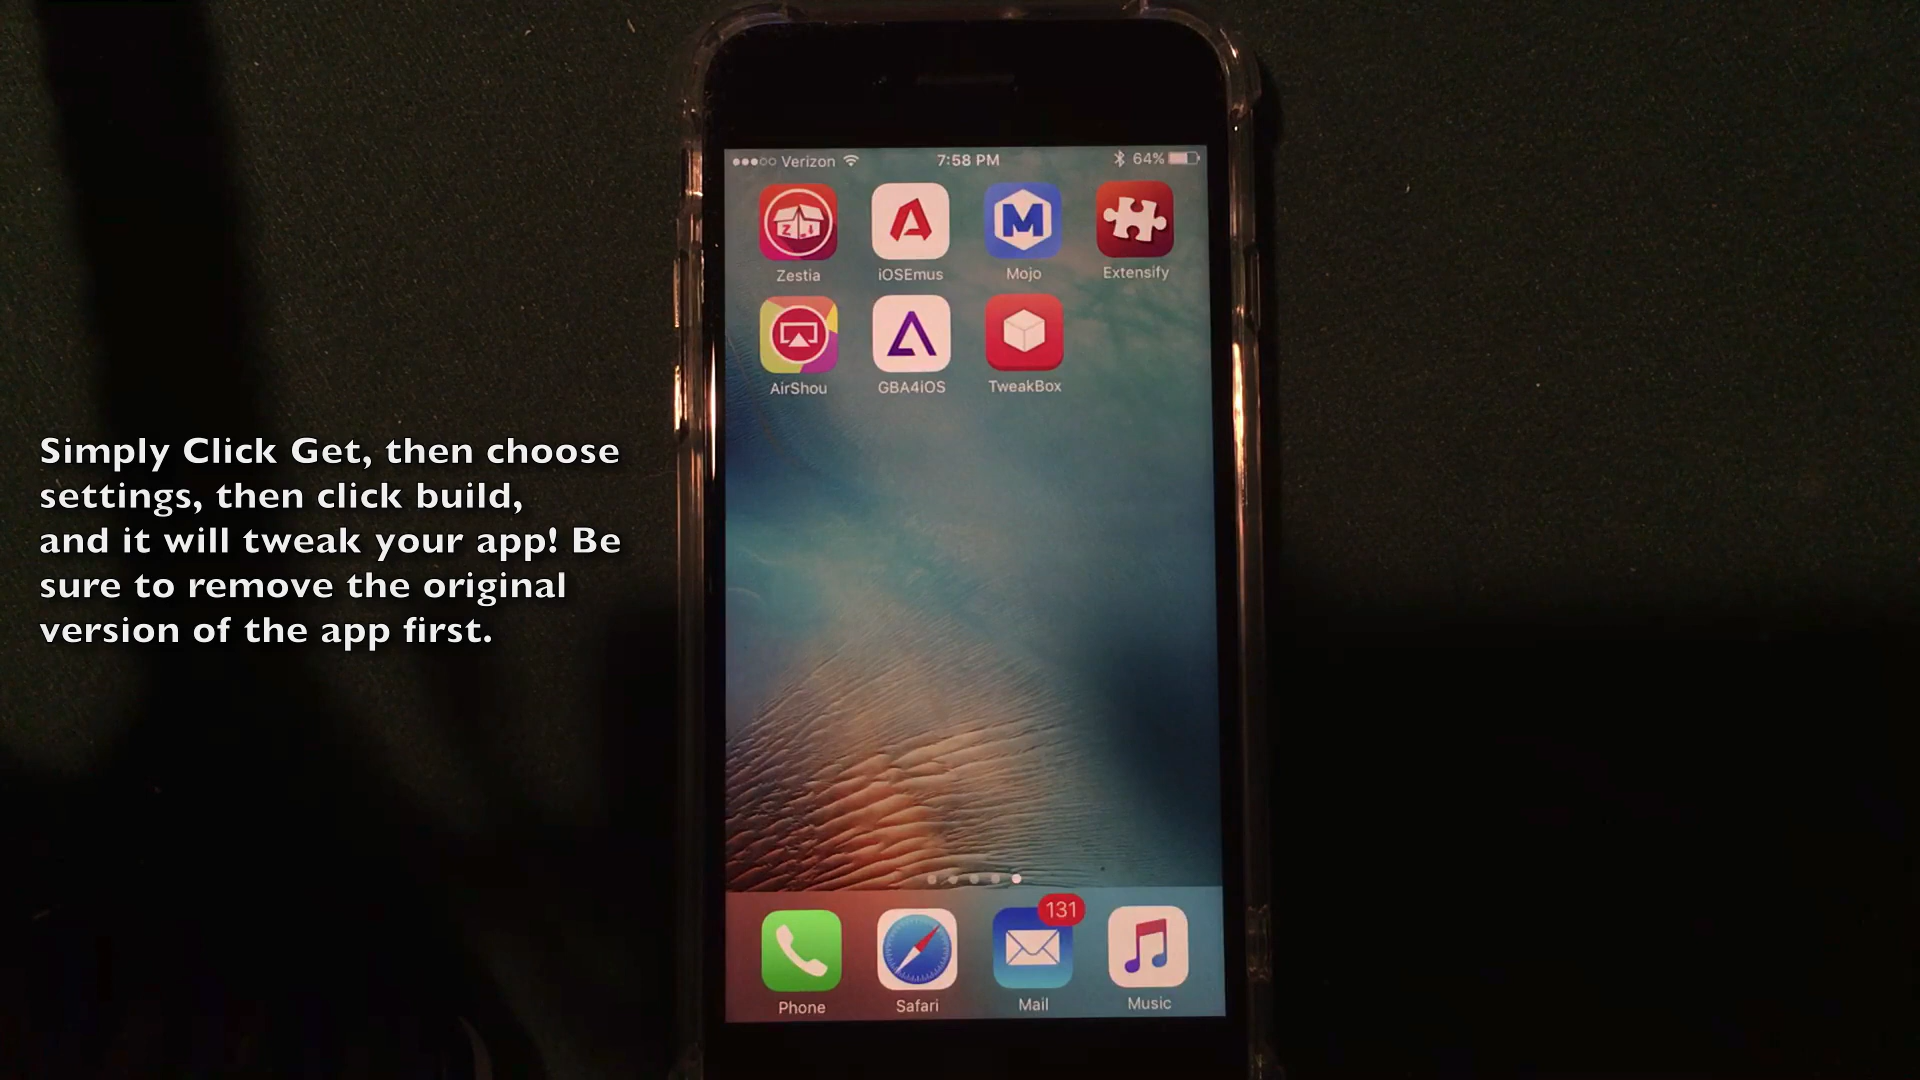 Verizon 7:58 PM 64%
Zestia iOSEmus Mojo Extensify
AirShou GBA4iOS TweakBox
Simply Click Get, then choose
settings, then click build,
and it will tweak your app! Be
sure to remove the original
version of the app first.
131
Phone Safari Mail Music